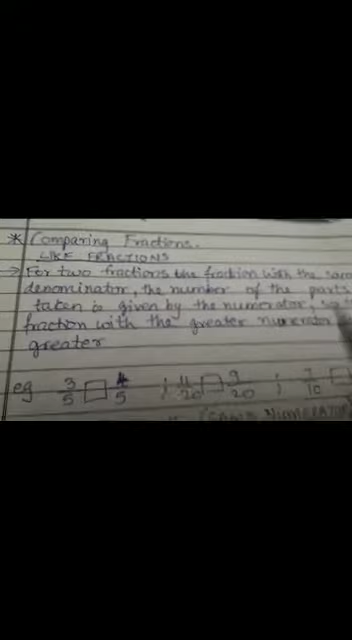 * Comparing Fractions.
LIKE FRACTIONS
→ For two fractions the fraction with the same
denominator, the number of the parts
taken is given by the numerator,
fraction with the greater numerator
greater
eg 3/5 □ 4/5 ; 11/20 □ 9/20 ; 7/10 □
NUMERATOR